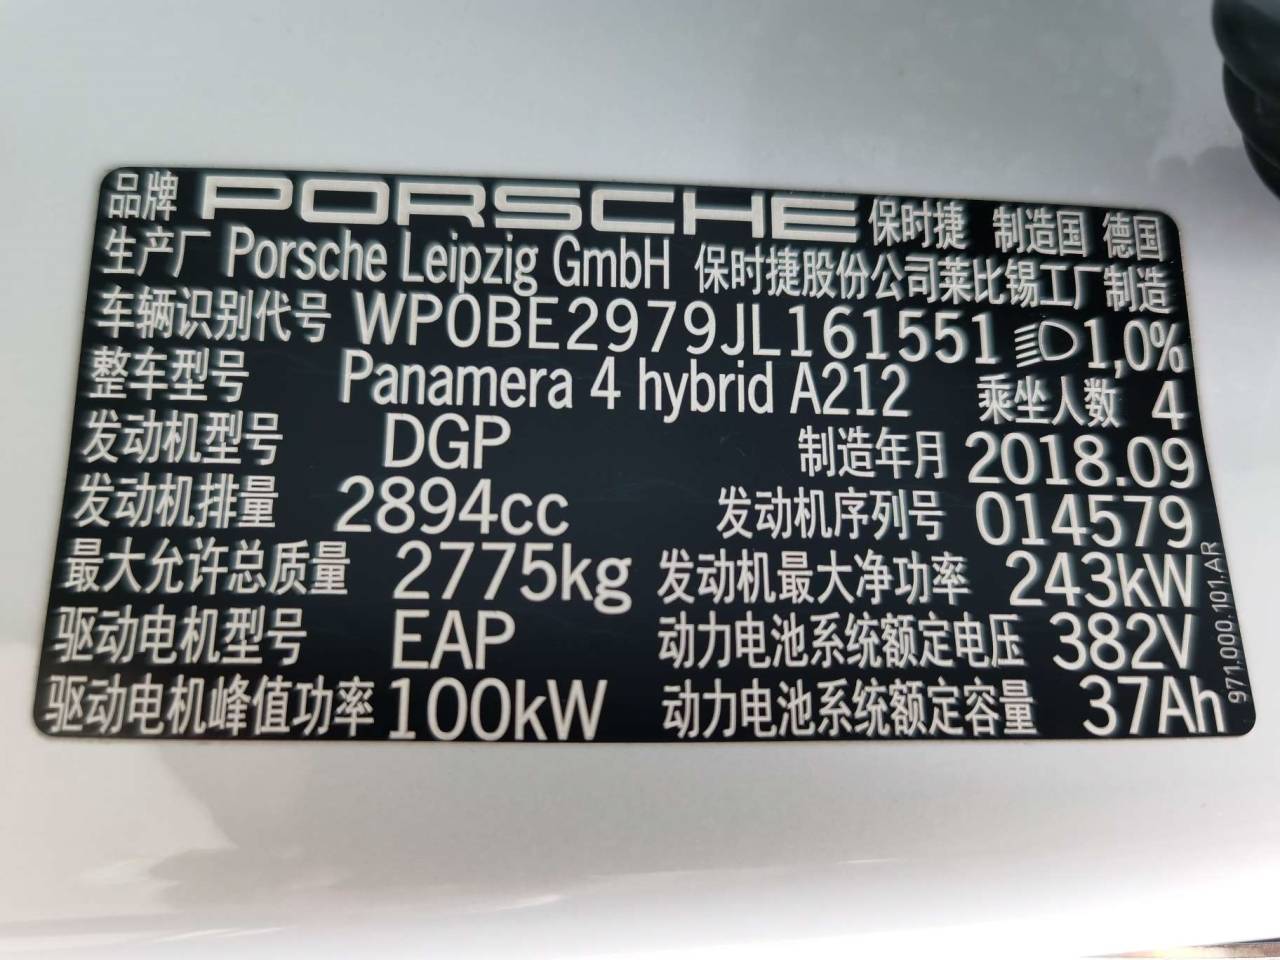 品牌 PORSCHE 保时捷 制造国 德国
生产厂 Porsche Leipzig GmbH 保时捷股份公司莱比锡工厂制造
车辆识别代号 WP0BE2979JL161551 1,0%
整车型号 Panamera 4 hybrid A212 乘坐人数 4
发动机型号 DGP 制造年月 2018.09
发动机排量 2894cc 发动机序列号 014579
最大允许总质量 2775kg 发动机最大净功率 243kW
驱动电机型号 EAP 动力电池系统额定电压 382V
驱动电机峰值功率 100kW 动力电池系统额定容量 37Ah
971.000.101.AR